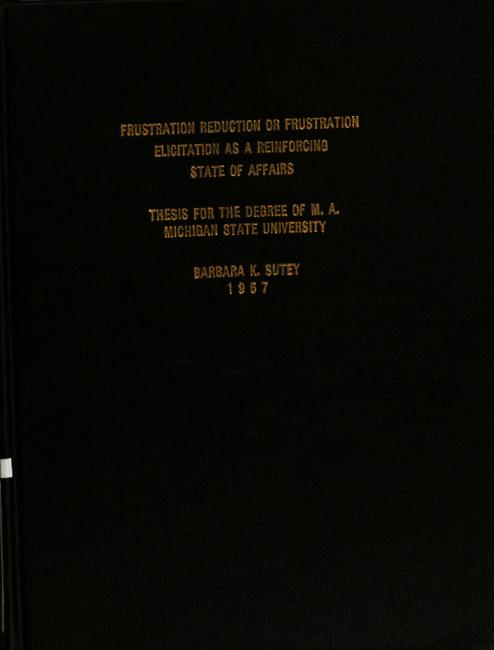 FRUSTRATION REDUCTION OR FRUSTRATION
ELICITATION AS A REINFORCING
STATE OF AFFAIRS
THESIS FOR THE DEGREE OF M. A.
MICHIGAN STATE UNIVERSITY
BARBARA K. SUTEY
1967